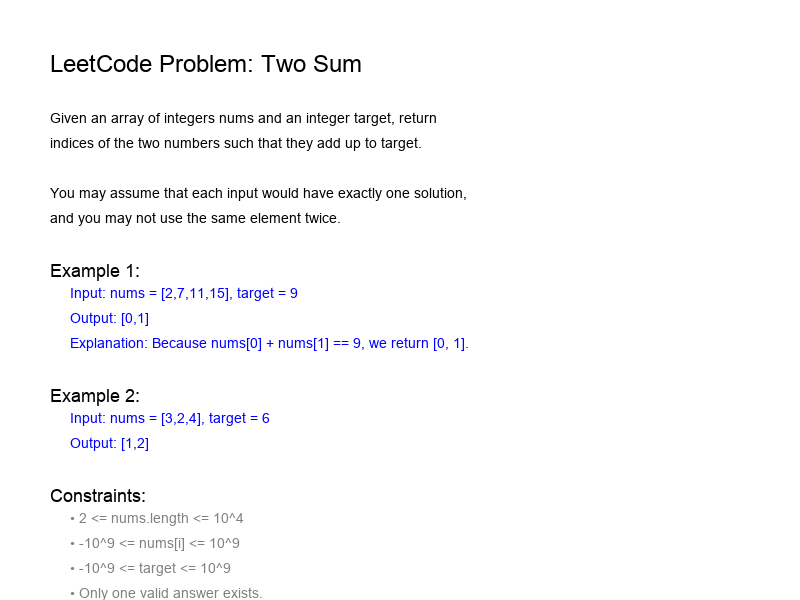 LeetCode Problem: Two Sum
Given an array of integers nums and an integer target, return
indices of the two numbers such that they add up to target.
You may assume that each input would have exactly one solution,
and you may not use the same element twice.
Example 1:
Input: nums = [2,7,11,15], target = 9
Output: [0,1]
Explanation: Because nums[0] + nums[1] == 9, we return [0, 1].
Example 2:
Input: nums = [3,2,4], target = 6
Output: [1,2]
Constraints:
• 2 <= nums.length <= 10^4
• -10^9 <= nums[i] <= 10^9
• -10^9 <= target <= 10^9
• Only one valid answer exists.